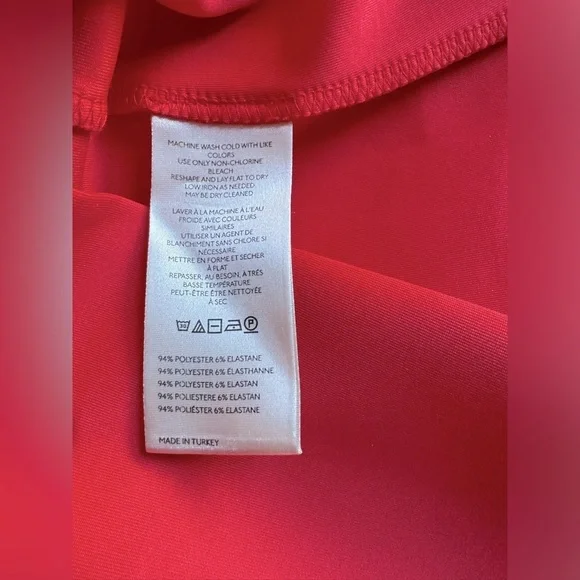 MACHINE WASH COLD WITH LIKE
COLORS
USE ONLY NON-CHLORINE
BLEACH
RESHAPE AND LAY FLAT TO DRY
LOW IRON AS NEEDED
MAY BE DRY CLEANED
LAVER À LA MACHINE À L'EAU
FROIDE AVEC COULEURS
SIMILAIRES
UTILISER UN AGENT DE
BLANCHIMENT SANS CHLORE SI
NÉCESSAIRE
METTRE EN FORME ET SÉCHER
À PLAT
REPASSER, AU BESOIN, À TRÈS
BASSE TEMPÉRATURE
PEUT-ÊTRE ÊTRE NETTOYÉE
À SEC
30 P
94% POLYESTER 6% ELASTANE
94% POLYESTER 6% ÉLASTHANNE
94% POLYESTER 6% ELASTAN
94% POLIESTERE 6% ELASTAN
94% POLIÉSTER 6% ELASTANE
MADE IN TURKEY